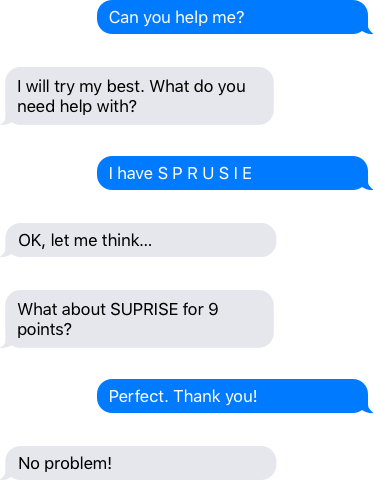 Can you help me?
I will try my best. What do you
need help with?
I have S P R U S I E
OK, let me think...
What about SUPRISE for 9
points?
Perfect. Thank you!
No problem!